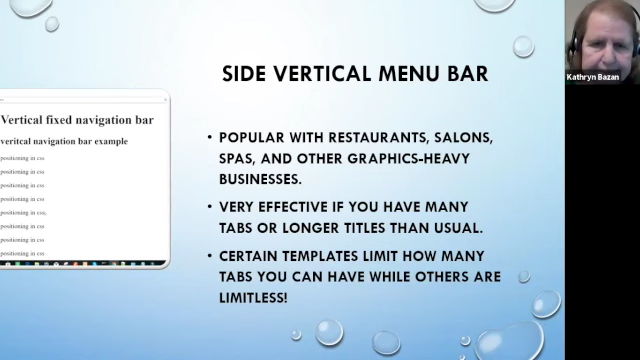 SIDE VERTICAL MENU BAR
Vertical fixed navigation bar
veritcal navigation bar example
positioning in css
positioning in css
positioning in css
positioning in css
positioning in css,
positioning in css
positioning in css
positioning in css
• POPULAR WITH RESTAURANTS, SALONS,
SPAS, AND OTHER GRAPHICS-HEAVY
BUSINESSES.
• VERY EFFECTIVE IF YOU HAVE MANY
TABS OR LONGER TITLES THAN USUAL.
• CERTAIN TEMPLATES LIMIT HOW MANY
TABS YOU CAN HAVE WHILE OTHERS ARE
LIMITLESS!
Kathryn Bazan